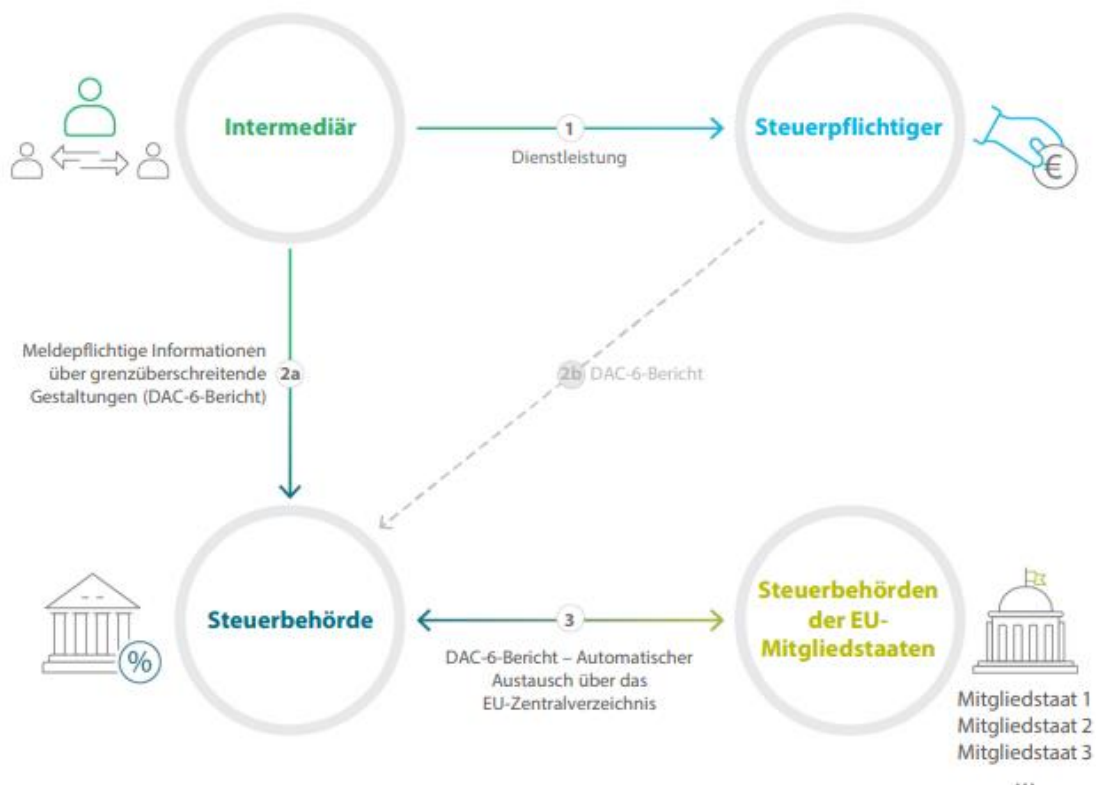 Intermediär
1
Dienstleistung
Steuerpflichtiger
€
Meldepflichtige Informationen
über grenzüberschreitende
Gestaltungen (DAC-6-Bericht)
2a
2b DAC-6-Bericht
%
Steuerbehörde
3
DAC-6-Bericht – Automatischer
Austausch über das
EU-Zentralverzeichnis
Steuerbehörden
der EU-
Mitgliedstaaten
Mitgliedstaat 1
Mitgliedstaat 2
Mitgliedstaat 3
...